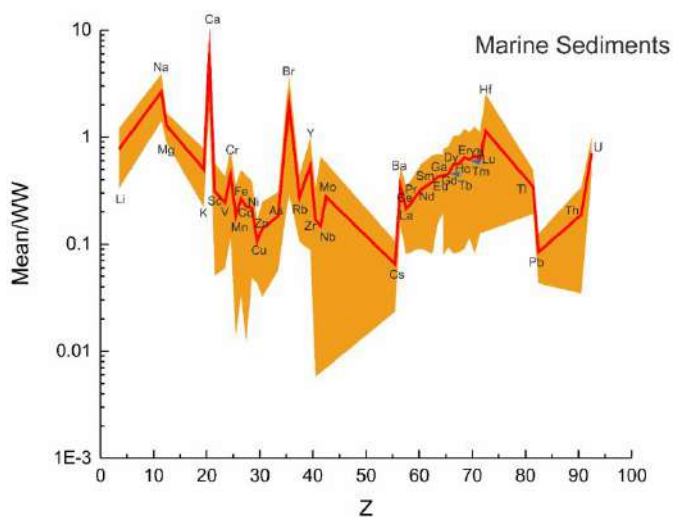 Marine Sediments
10
1
0.1
0.01
1E-3
Mean/WW
0
10
20
30
40
50
60
70
80
90
100
Z
Li
Na
Mg
K
Ca
Sc
V
Cr
Mn
Fe
Co
Ni
Cu
Zn
As
Br
Rb
Y
Zr
Nb
Mo
Cs
Ba
La
Ce
Pr
Nd
Sm
Eu
Ga
Gd
Tb
Dy
Ho
Er
Tm
Lu
Hf
Tl
Pb
Th
U